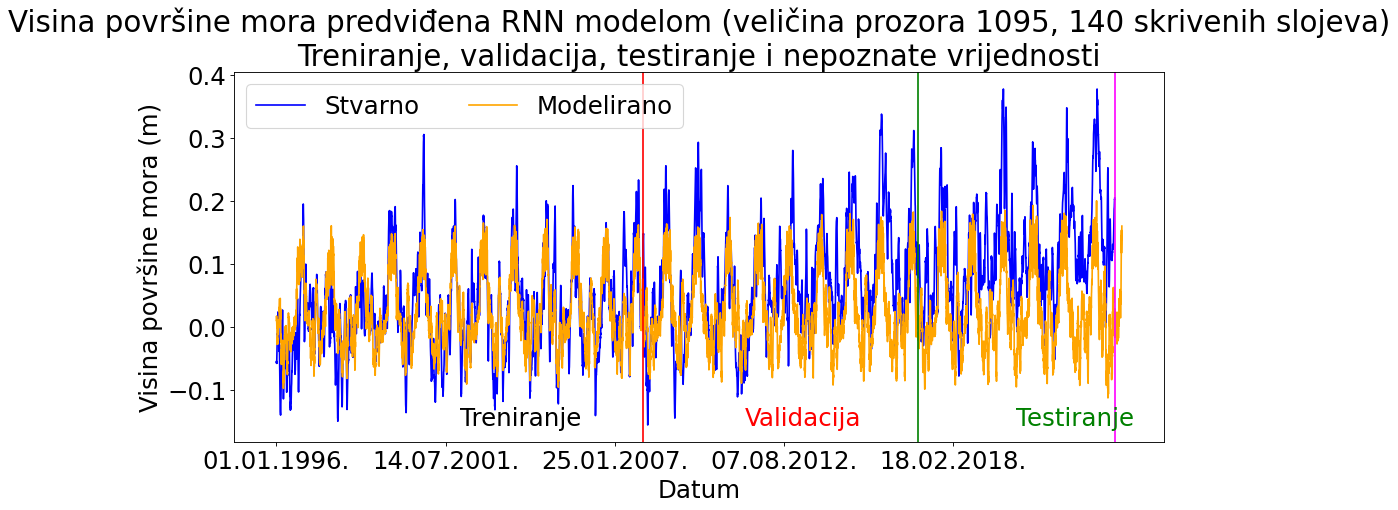 Visina površine mora predviđena RNN modelom (veličina prozora 1095, 140 skrivenih slojeva)
Treniranje, validacija, testiranje i nepoznate vrijednosti
Stvarno
Modelirano
Visina površine mora (m)
0.4
0.3
0.2
0.1
0.0
−0.1
Treniranje
Validacija
Testiranje
01.01.1996.
14.07.2001.
25.01.2007.
07.08.2012.
18.02.2018.
Datum